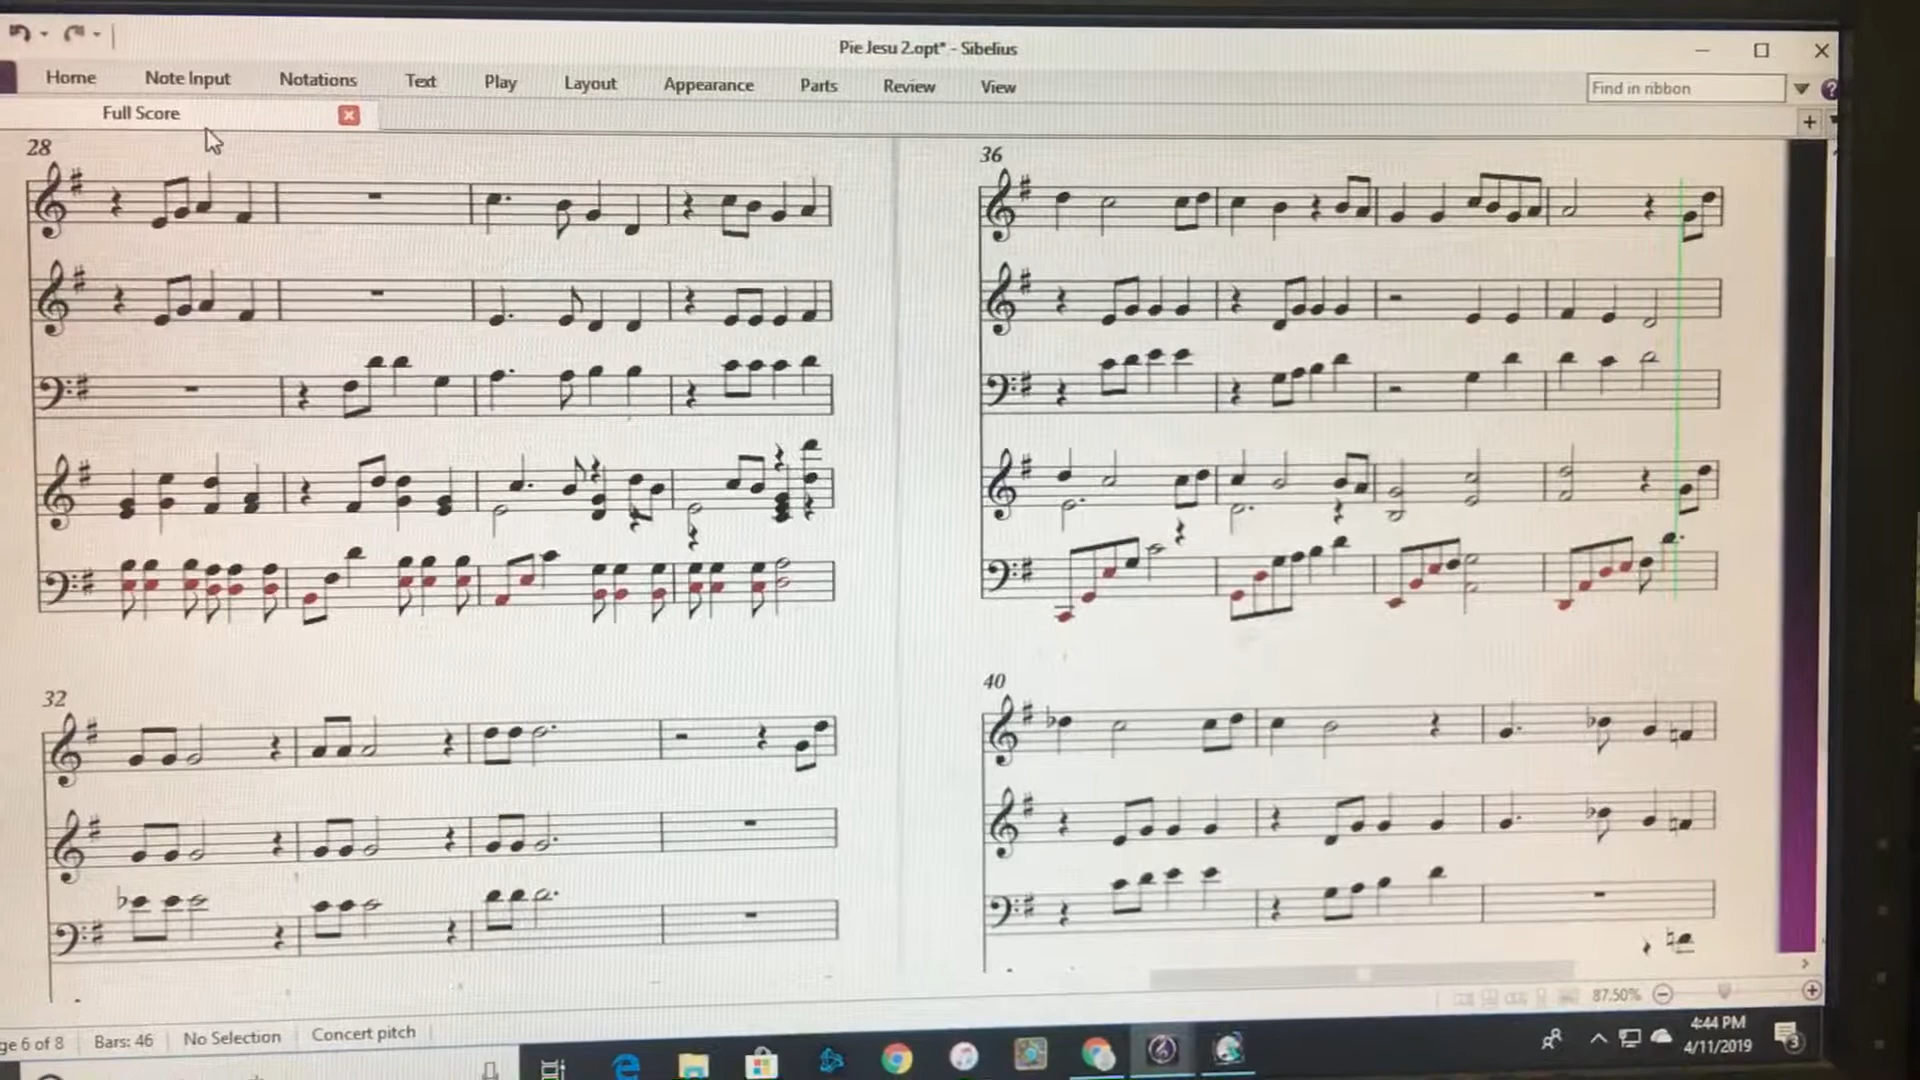 Pie Jesu 2.opt* - Sibelius
Home Note Input Notations Text Play Layout Appearance Parts Review View
Find in ribbon
Full Score
28
36
32
40
87.50%
ge 6 of 8 Bars: 46 No Selection Concert pitch
4:44 PM
4/11/2019
3